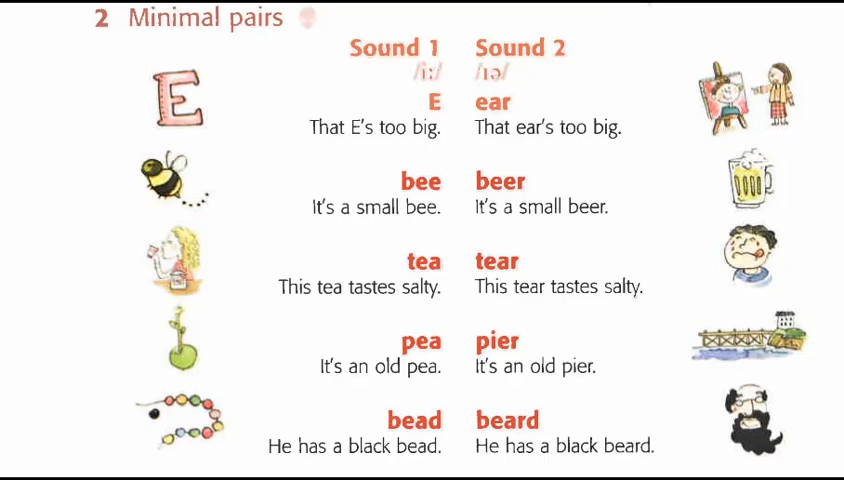 2 Minimal pairs
Sound 1 Sound 2
/iː/ /ɪə/
E ear
That E's too big. That ear's too big.
bee beer
It's a small bee. It's a small beer.
tea tear
This tea tastes salty. This tear tastes salty.
pea pier
It's an old pea. It's an old pier.
bead beard
He has a black bead. He has a black beard.